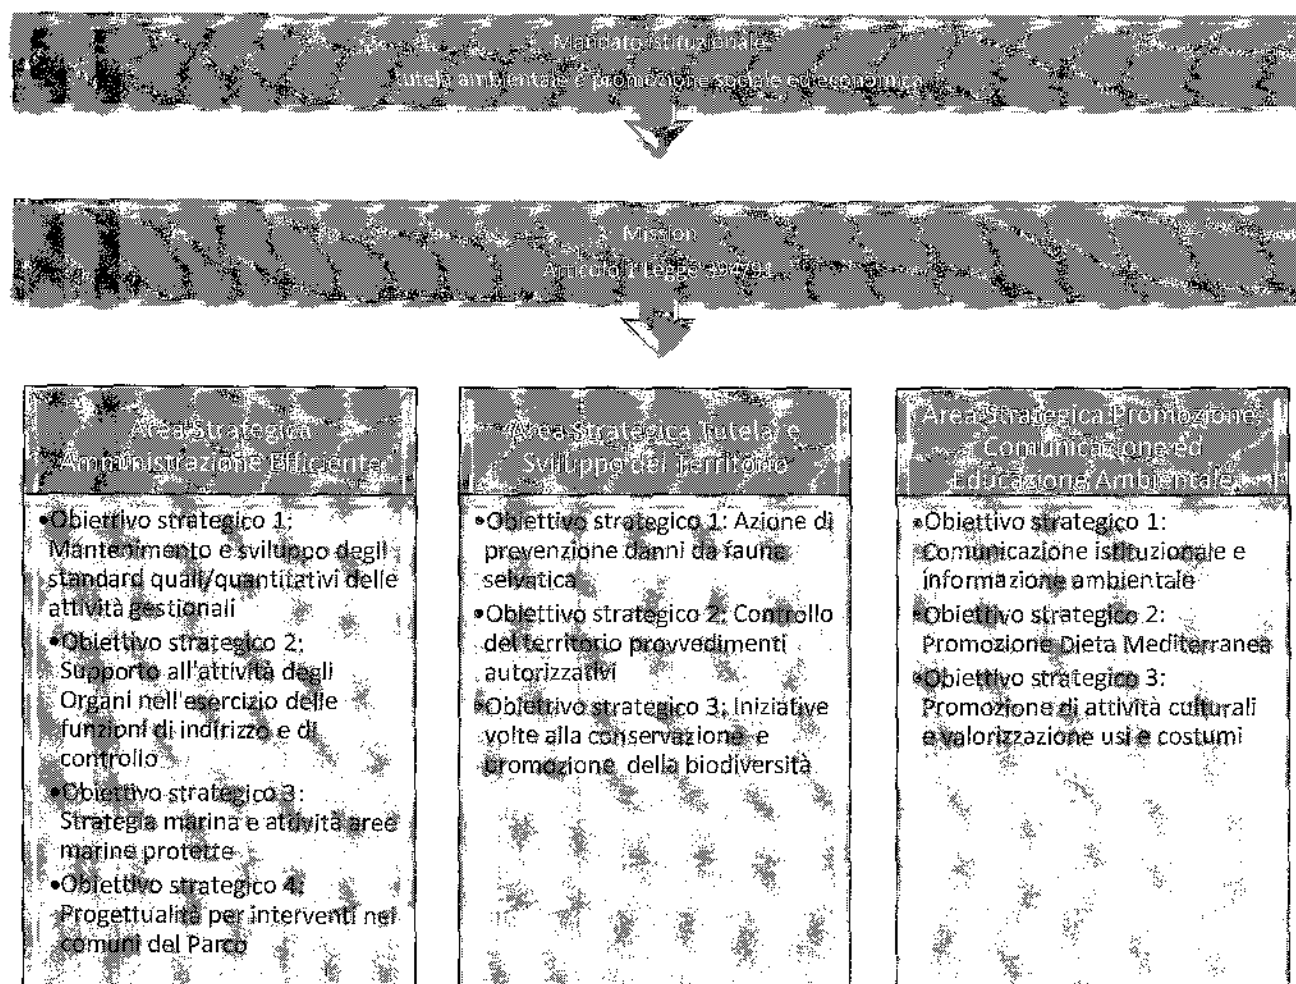 Mandato istituzionale
tutela ambientale e promozione sociale ed economica
Mission
Articolo 1 Legge 394/91
Area Strategica
Amministrazione Efficiente
•Obiettivo strategico 1:
Mantenimento e sviluppo degli
standard quali/quantitativi delle
attività gestionali
•Obiettivo strategico 2:
Supporto all'attività degli
Organi nell'esercizio delle
funzioni di indirizzo e di
controllo
•Obiettivo strategico 3:
Strategia marina e attività aree
marine protette
•Obiettivo strategico 4:
Progettualità per interventi nei
comuni del Parco
Area Strategica Tutela e
Sviluppo del Territorio
•Obiettivo strategico 1: Azione di
prevenzione danni da fauna
selvatica
•Obiettivo strategico 2: Controllo
del territorio provvedimenti
autorizzativi
•Obiettivo strategico 3: Iniziative
volte alla conservazione e
promozione della biodiversità
Area Strategica Promozione,
Comunicazione ed
Educazione Ambientale
•Obiettivo strategico 1:
Comunicazione istituzionale e
informazione ambientale
•Obiettivo strategico 2:
Promozione Dieta Mediterranea
•Obiettivo strategico 3:
Promozione di attività culturali
e valorizzazione usi e costumi